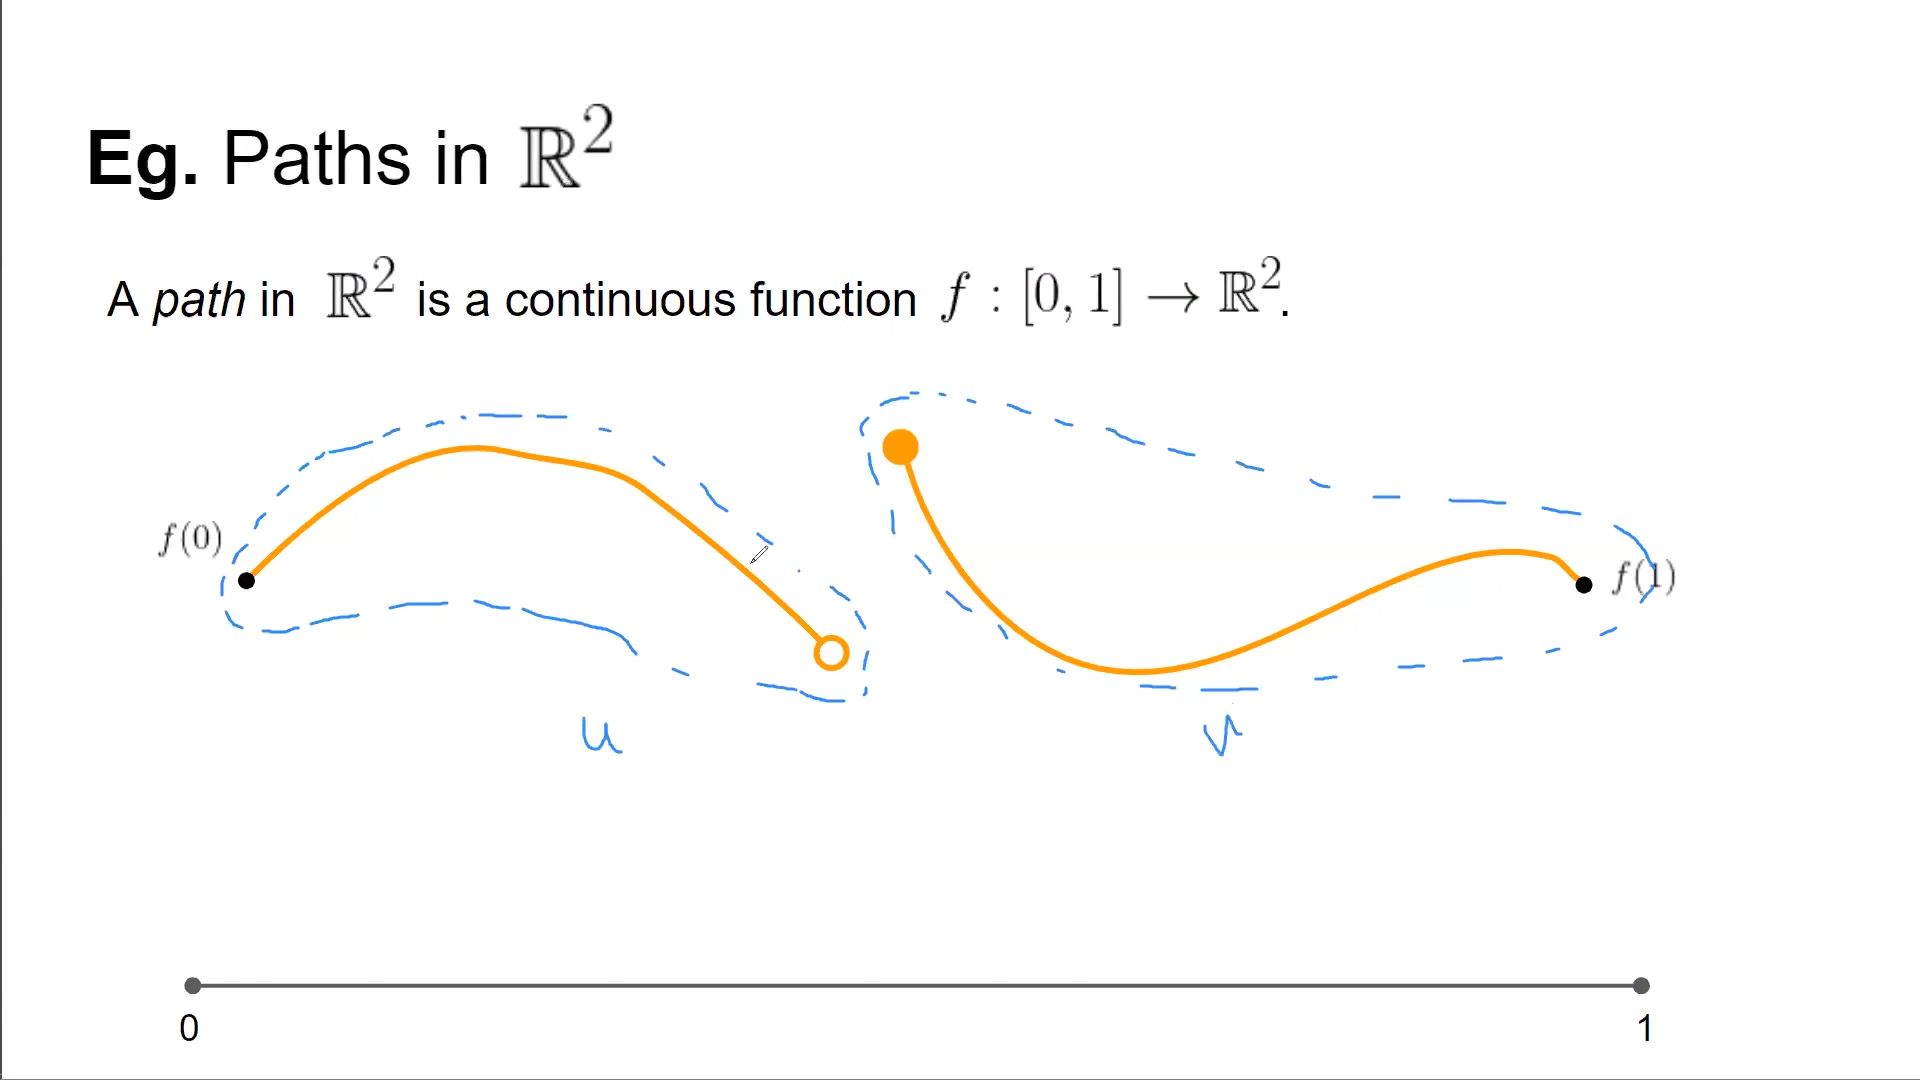 Eg. Paths in ℝ²
A path in ℝ² is a continuous function f : [0, 1] → ℝ².
f(0)
f(1)
u
v
0
1